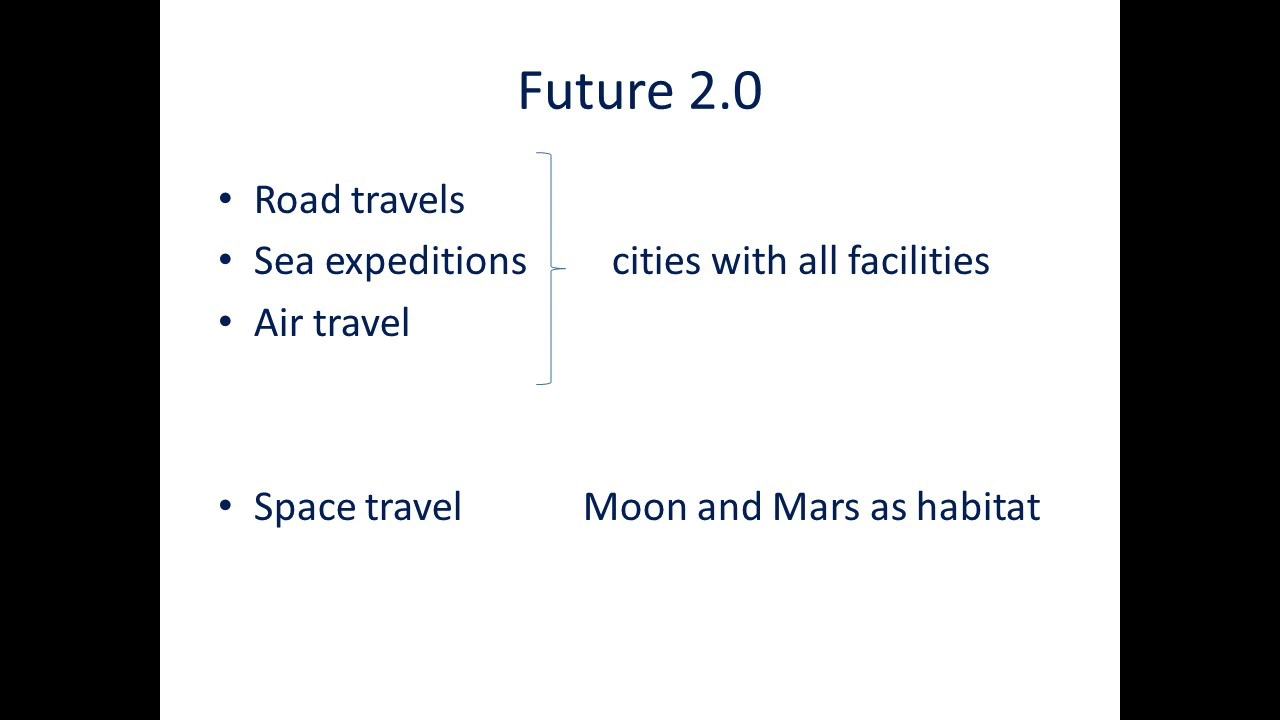 Future 2.0
• Road travels
• Sea expeditions cities with all facilities
• Air travel
• Space travel Moon and Mars as habitat